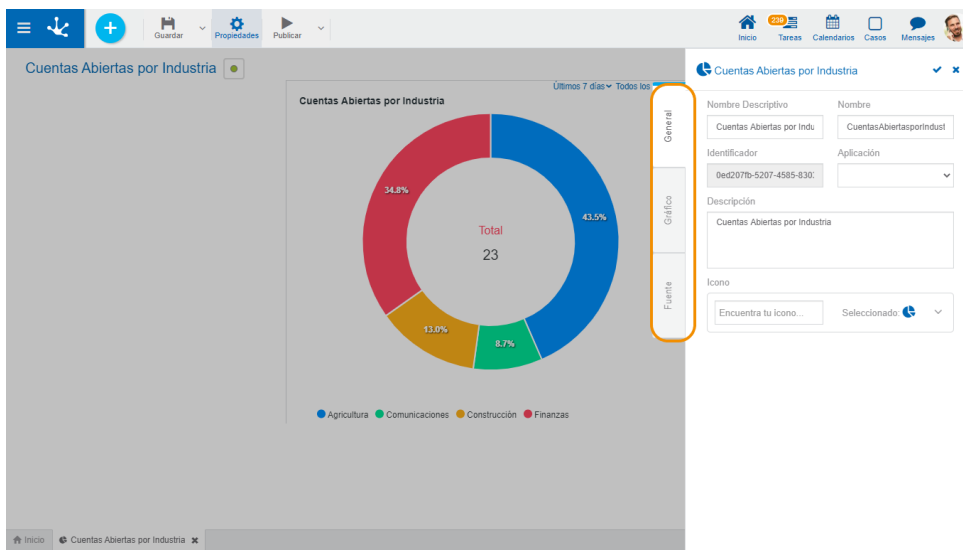 Guardar
Propiedades
Publicar
Inicio
239
Tareas
Calendarios
Casos
Mensajes
Cuentas Abiertas por Industria
Últimos 7 días Todos los
Cuentas Abiertas por Industria
34.8%
43.5%
Total
23
13.0%
8.7%
Agricultura Comunicaciones Construcción Finanzas
General
Gráfico
Fuente
Cuentas Abiertas por Industria
Nombre Descriptivo Nombre
Cuentas Abiertas por Indu CuentasAbiertasporIndust
Identificador Aplicación
0ed207fb-5207-4585-830
Descripción
Cuentas Abiertas por Industria
Icono
Encuentra tu icono... Seleccionado:
Inicio Cuentas Abiertas por Industria